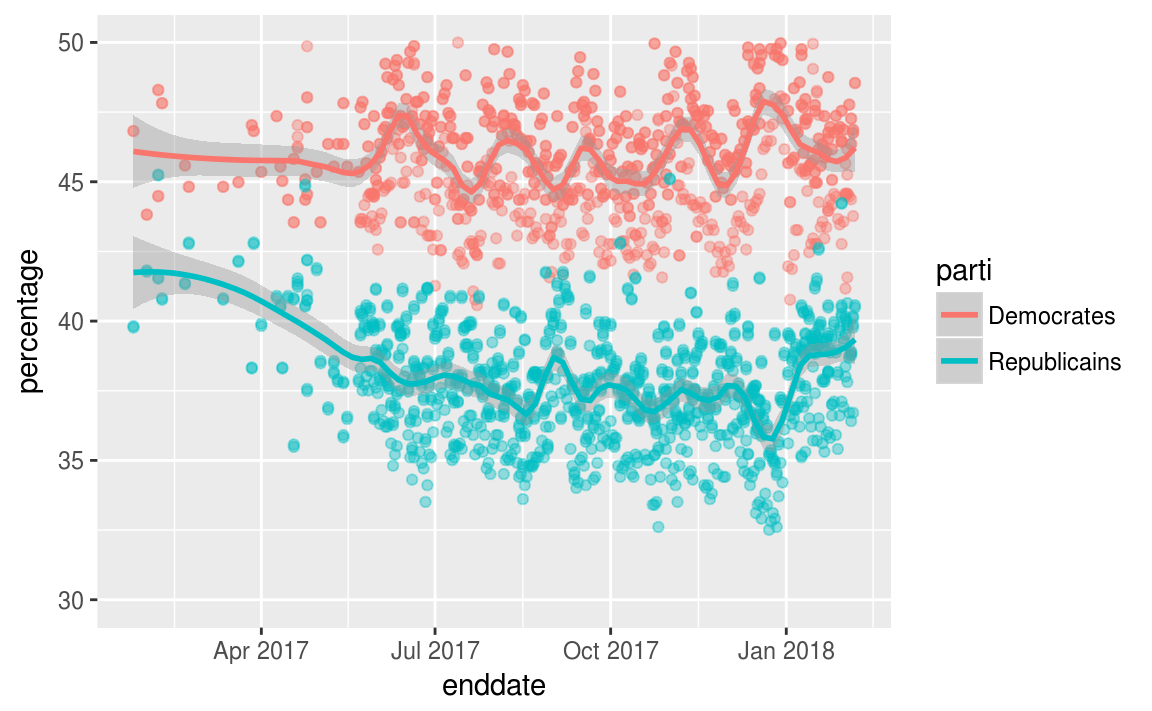 50
45
40
35
30
percentage
Apr 2017
Jul 2017
Oct 2017
Jan 2018
enddate
parti
Democrates
Republicains